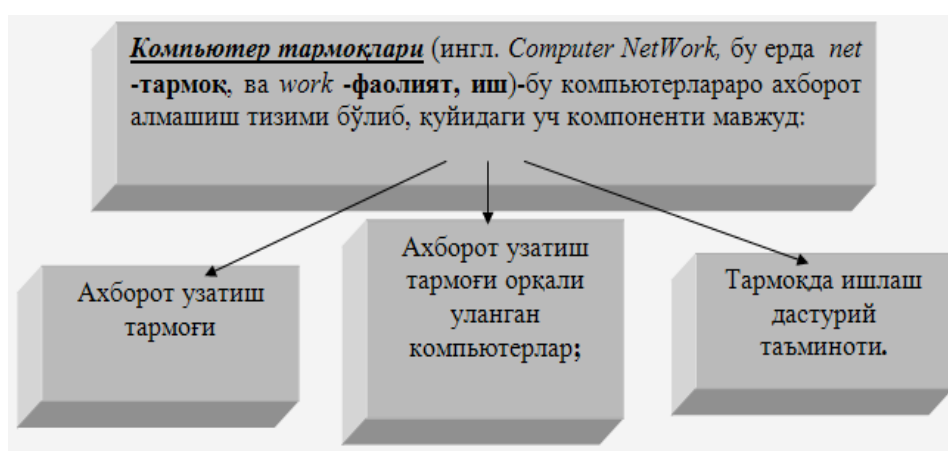 Компьютер тармоқлари (ингл. Computer NetWork, бу ерда net
-тармоқ, ва work -фаолият, иш)-бу компьютерлараро ахборот
алмашиш тизими бўлиб, қуйидаги уч компоненти мавжуд:
Ахборот узатиш
тармоғи
Ахборот узатиш
тармоғи орқали
уланган
компьютерлар;
Тармоқда ишлаш
дастурий
таъминоти.